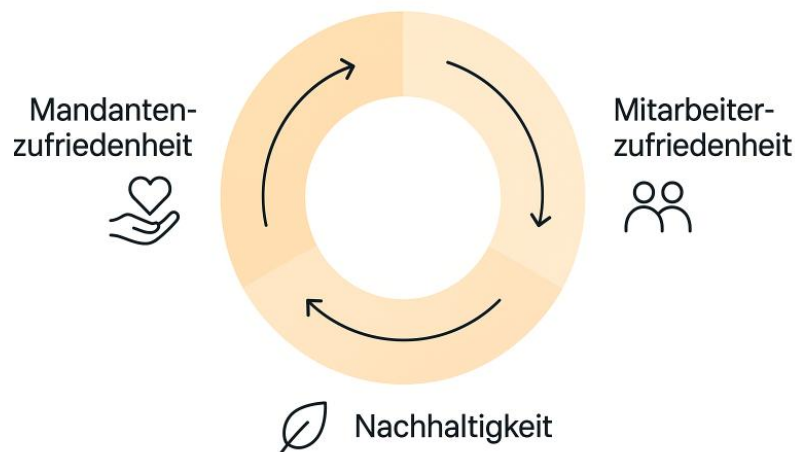 Mandanten-
zufriedenheit
Mitarbeiter-
zufriedenheit
Nachhaltigkeit